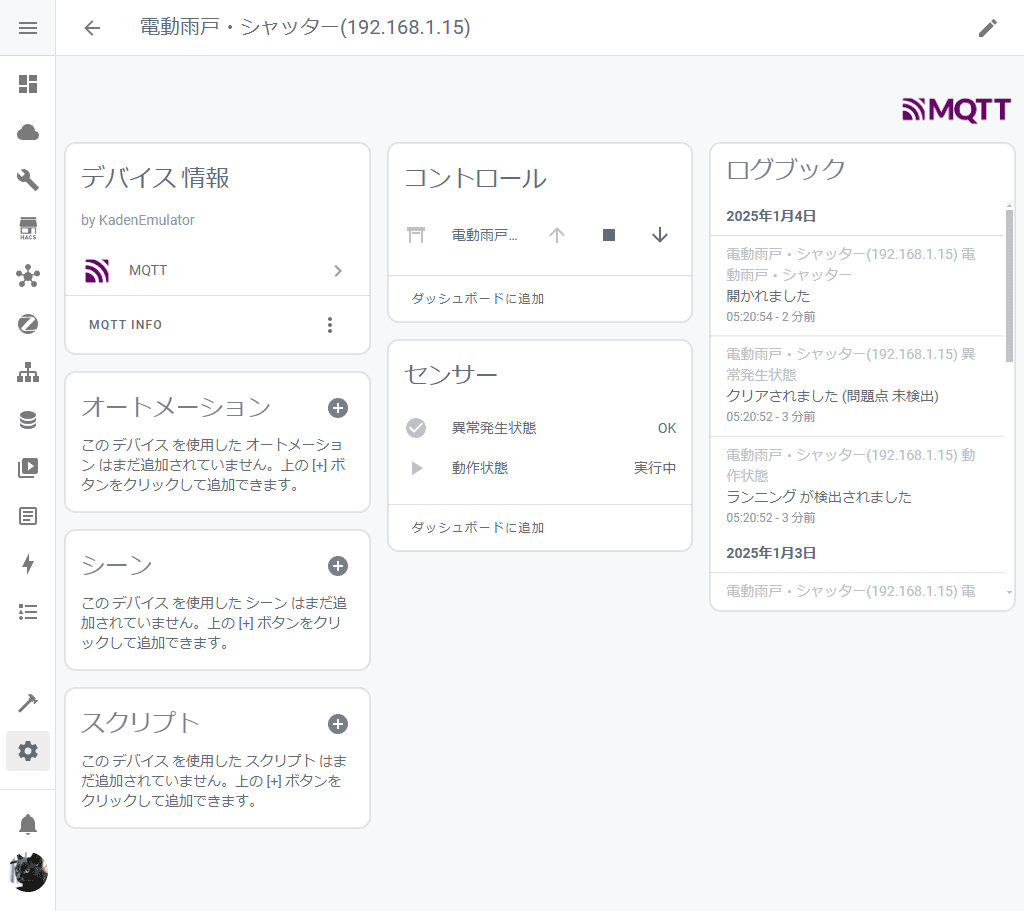 電動雨戸・シャッター(192.168.1.15)
HACS
MQTT
デバイス 情報
by KadenEmulator
MQTT
MQTT INFO
オートメーション
この デバイス を使用した オートメーショ
ン はまだ追加されていません。上の [+] ボ
タンをクリックして追加できます。
シーン
この デバイス を使用した シーン はまだ追
加されていません。上の [+] ボタンをクリ
ックして追加できます。
スクリプト
この デバイス を使用した スクリプト はま
だ追加されていません。上の [+] ボタンを
クリックして追加できます。
コントロール
電動雨戸…
ダッシュボードに追加
センサー
異常発生状態 OK
動作状態 実行中
ダッシュボードに追加
ログブック
2025年1月4日
電動雨戸・シャッター(192.168.1.15) 電
動雨戸・シャッター
開かれました
05:20:54 - 2 分前
電動雨戸・シャッター(192.168.1.15) 異
常発生状態
クリアされました (問題点 未検出)
05:20:52 - 3 分前
電動雨戸・シャッター(192.168.1.15) 動
作状態
ランニング が検出されました
05:20:52 - 3 分前
2025年1月3日
電動雨戸・シャッター(192.168.1.15) 電